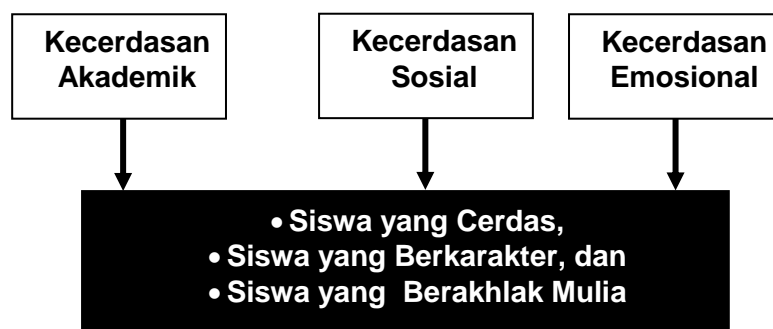 Kecerdasan
Akademik
Kecerdasan
Sosial
Kecerdasan
Emosional
• Siswa yang Cerdas,
• Siswa yang Berkarakter, dan
• Siswa yang Berakhlak Mulia